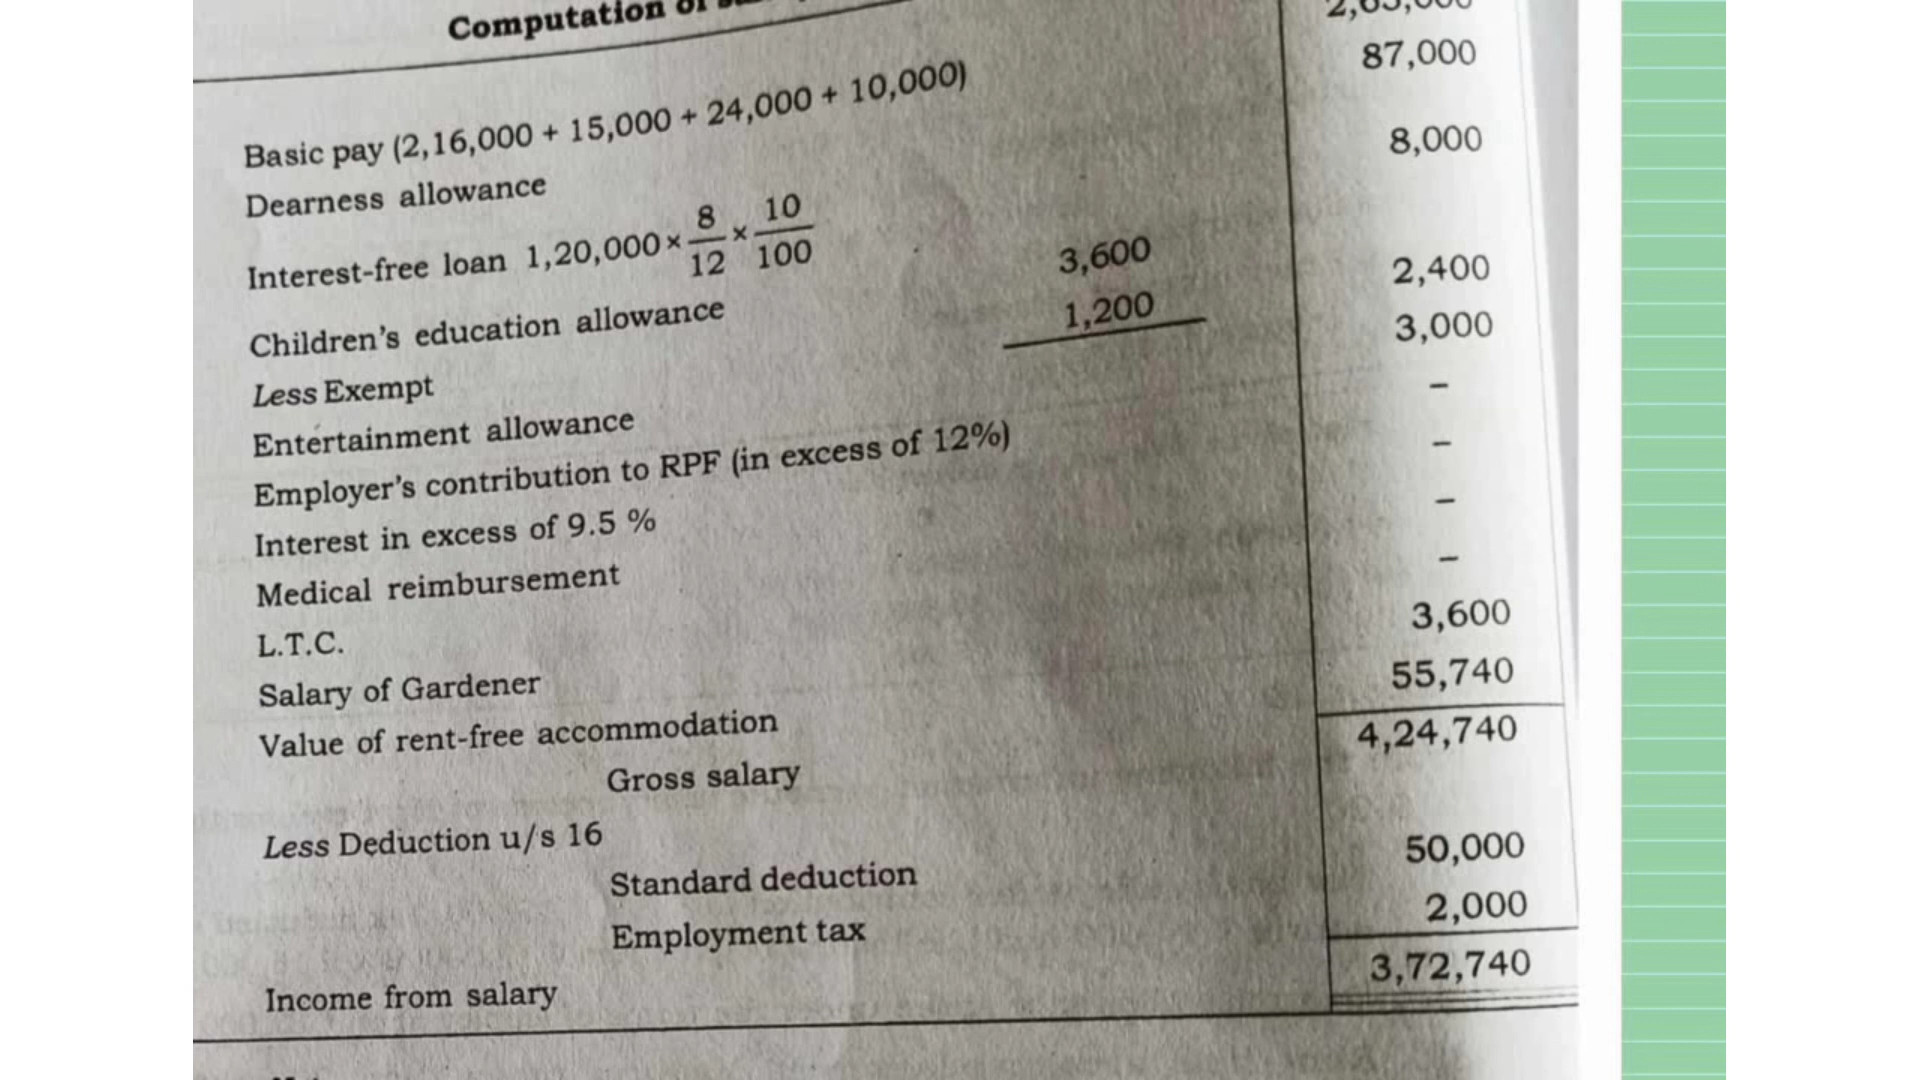 Computation of
2,65,000
Basic pay (2,16,000 + 15,000 + 24,000 + 10,000)
87,000
Dearness allowance
Interest-free loan 1,20,000 × 8/12 × 10/100
8,000
Children's education allowance 3,600
Less Exempt 1,200 2,400
Entertainment allowance 3,000
Employer's contribution to RPF (in excess of 12%) –
Interest in excess of 9.5 % –
Medical reimbursement –
L.T.C. –
Salary of Gardener 3,600
Value of rent-free accommodation 55,740
Gross salary 4,24,740
Less Deduction u/s 16
Standard deduction 50,000
Employment tax 2,000
Income from salary 3,72,740